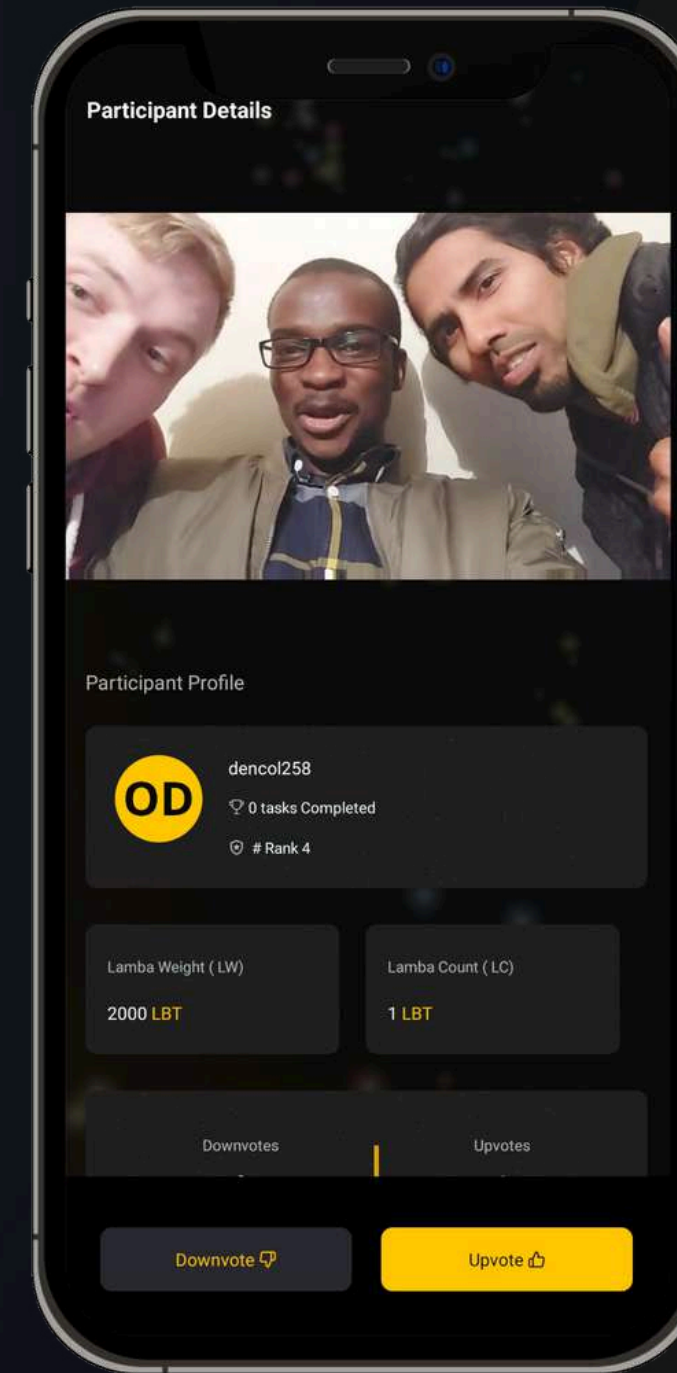 Participant Details
Participant Profile
OD
dencol258
0 tasks Completed
# Rank 4
Lamba Weight ( LW)
Lamba Count ( LC)
2000 LBT
1 LBT
Downvotes
Upvotes
Downvote
Upvote